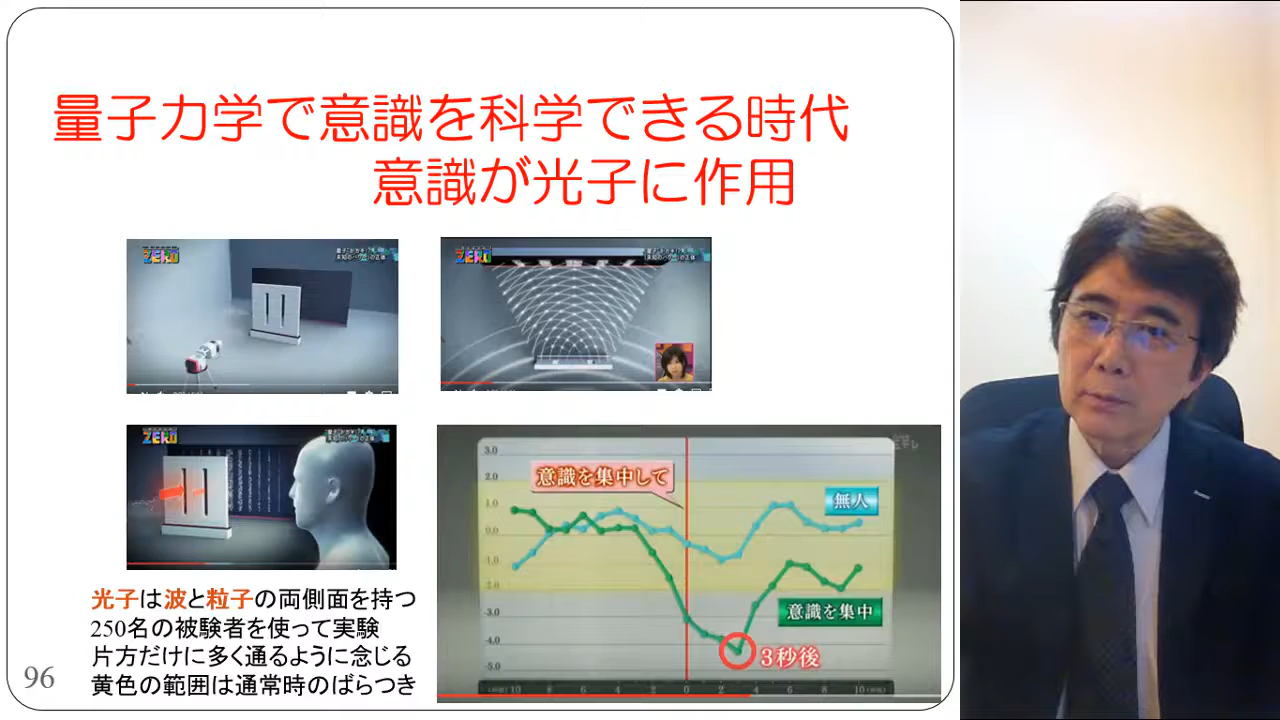 量子力学で意識を科学できる時代
意識が光子に作用
ZERO
ZERO
ZERO
光子は波と粒子の両側面を持つ
250名の被験者を使って実験
片方だけに多く通るように念じる
黄色の範囲は通常時のばらつき
96
3.0
2.0
1.0
0.0
-1.0
-2.0
-3.0
-4.0
-5.0
意識を集中して
無人
意識を集中
3秒後
10 8 6 4 2 0 2 4 6 8 10